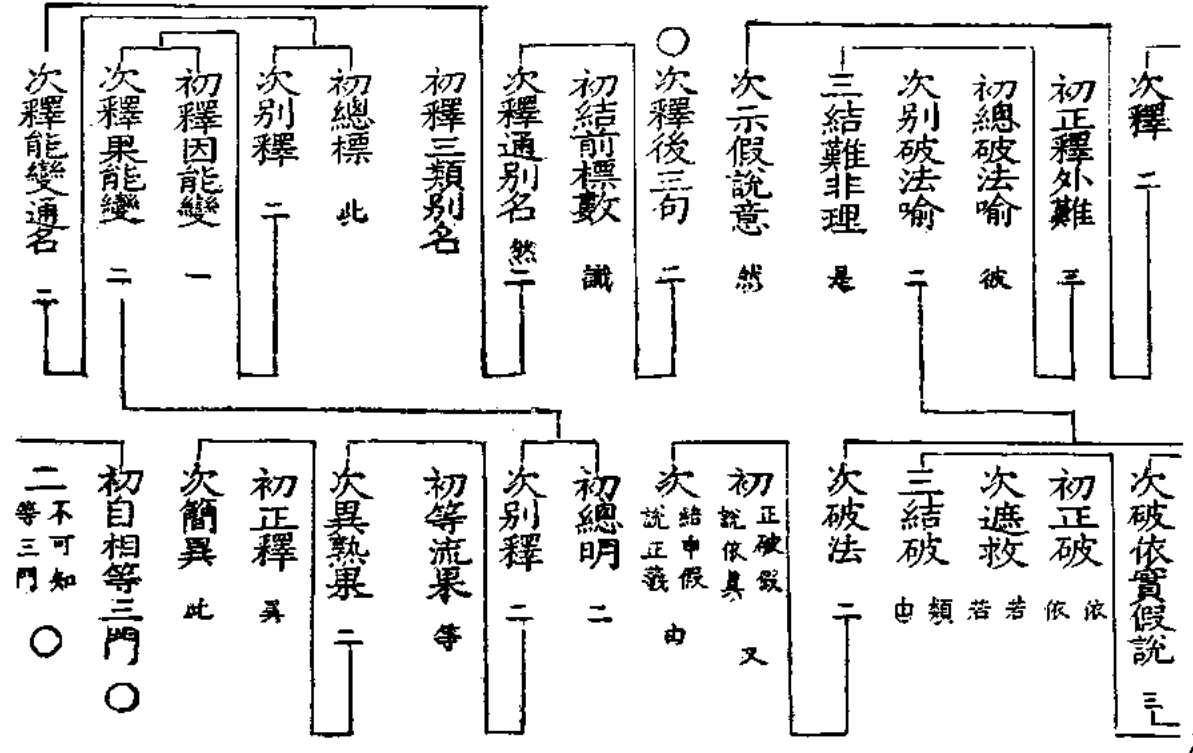 次釋 二
初正釋外難 三
初總破法喻 彼
次別破法喻 二
三結難非理 是
次示假說意 然
○次釋後三句 二
初結前標數 識
次釋通別名 然二
初釋三類別名
初總標 此
次別釋 二
初釋因能變 一
次釋果能變 二
次釋能變通名 二
次破依實假說 三
初正破 依依
次遮救 若若
三結破 類由
次破法 二
初 正破假說依真 又
次 結申假說正義 由
初總明 二
次別釋 二
初等流果 等
次異熟果 二
初正釋 異
次簡異 此
初自相等三門 ○
二 不可知等三門 ○